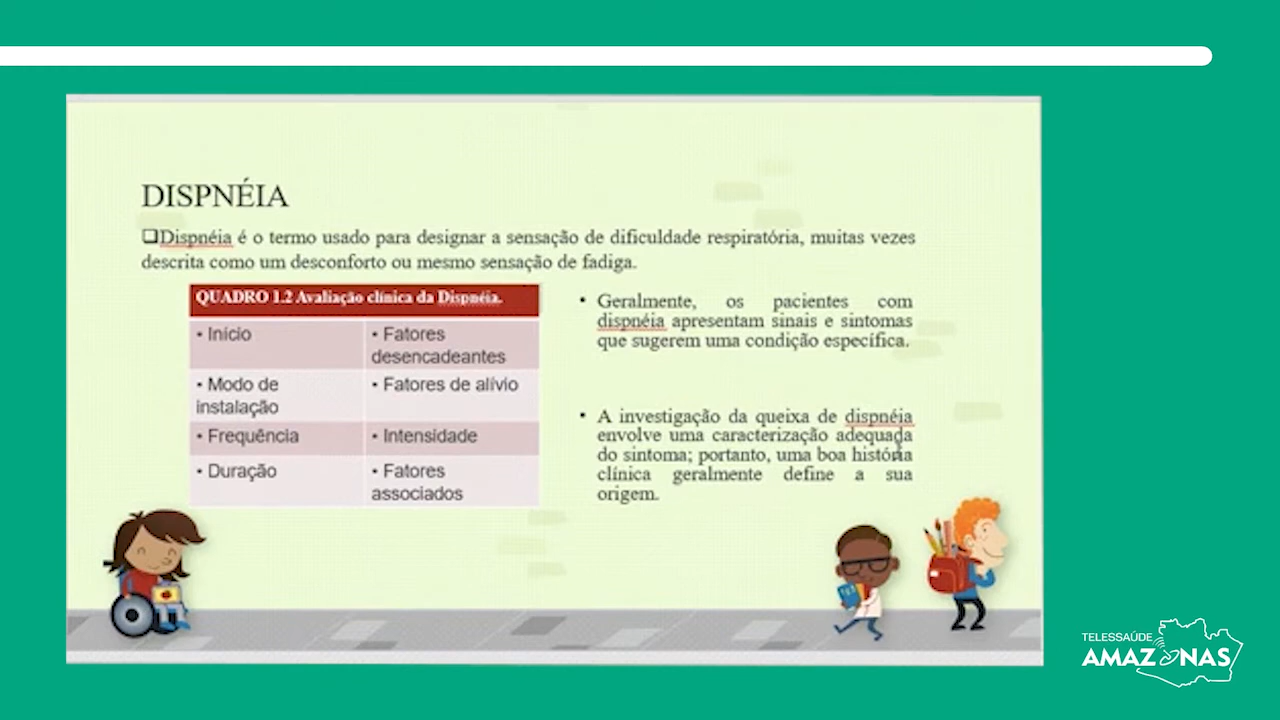 DISPNÉIA
❑Dispnéia é o termo usado para designar a sensação de dificuldade respiratória, muitas vezes
descrita como um desconforto ou mesmo sensação de fadiga.
QUADRO 1.2 Avaliação clínica da Dispnéia.
• Início
• Fatores
desencadeantes
• Modo de
instalação
• Fatores de alívio
• Frequência
• Intensidade
• Duração
• Fatores
associados
• Geralmente, os pacientes com
dispnéia apresentam sinais e sintomas
que sugerem uma condição específica.
• A investigação da queixa de dispnéia
envolve uma caracterização adequada
do sintoma; portanto, uma boa história
clínica geralmente define a sua
origem.
TELESSAÚDE
AMAZONAS